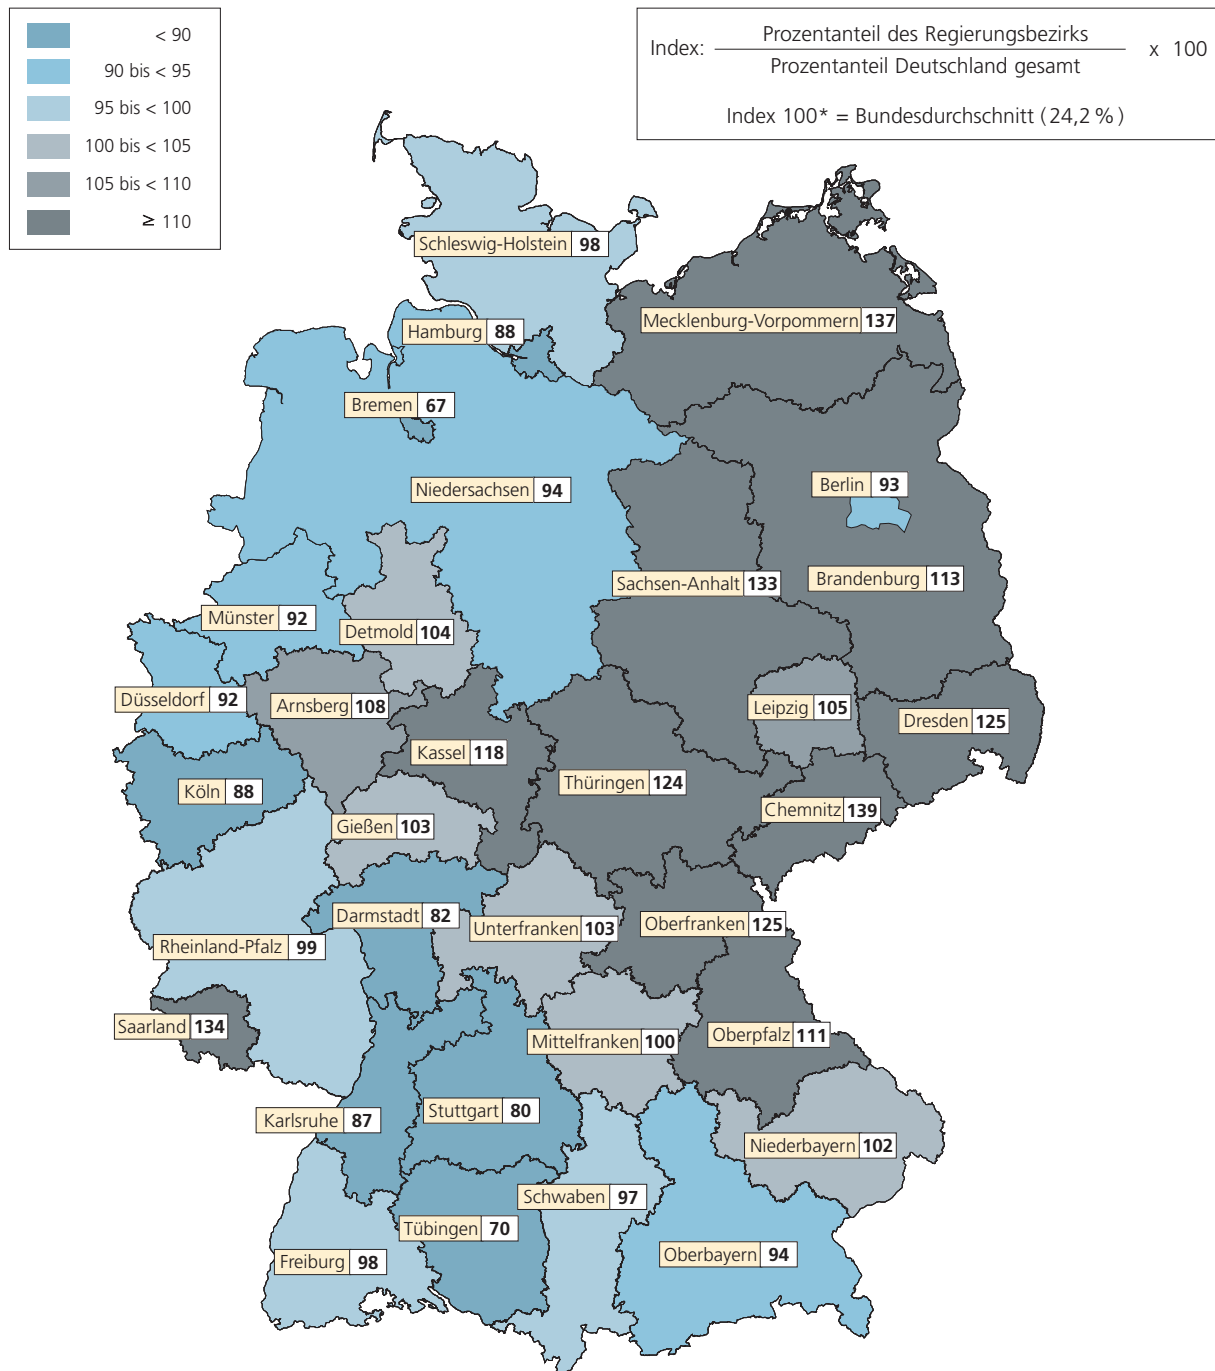 < 90
90 bis < 95
95 bis < 100
100 bis < 105
105 bis < 110
≥ 110
Index: Prozentanteil des Regierungsbezirks x 100
Prozentanteil Deutschland gesamt
Index 100* = Bundesdurchschnitt (24,2 %)
Schleswig-Holstein 98
Mecklenburg-Vorpommern 137
Hamburg 88
Bremen 67
Niedersachsen 94
Berlin 93
Sachsen-Anhalt 133
Brandenburg 113
Münster 92
Detmold 104
Düsseldorf 92
Arnsberg 108
Leipzig 105
Dresden 125
Kassel 118
Thüringen 124
Köln 88
Chemnitz 139
Gießen 103
Darmstadt 82
Unterfranken 103
Oberfranken 125
Rheinland-Pfalz 99
Saarland 134
Mittelfranken 100
Oberpfalz 111
Karlsruhe 87
Stuttgart 80
Niederbayern 102
Schwaben 97
Tübingen 70
Freiburg 98
Oberbayern 94